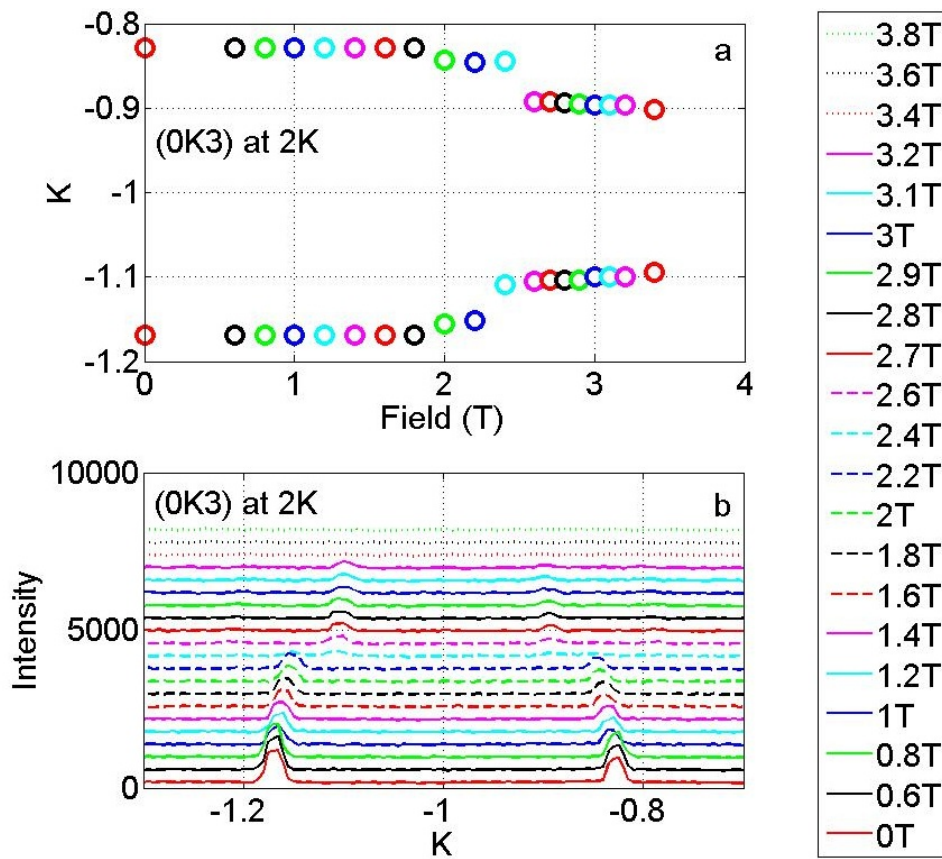 -0.8
-0.9
-1
-1.1
-1.2
K
a
(0K3) at 2K
0
1
2
3
4
Field (T)
10000
5000
0
Intensity
(0K3) at 2K
b
-1.2
-1
-0.8
K
3.8T
3.6T
3.4T
3.2T
3.1T
3T
2.9T
2.8T
2.7T
2.6T
2.4T
2.2T
2T
1.8T
1.6T
1.4T
1.2T
1T
0.8T
0.6T
0T